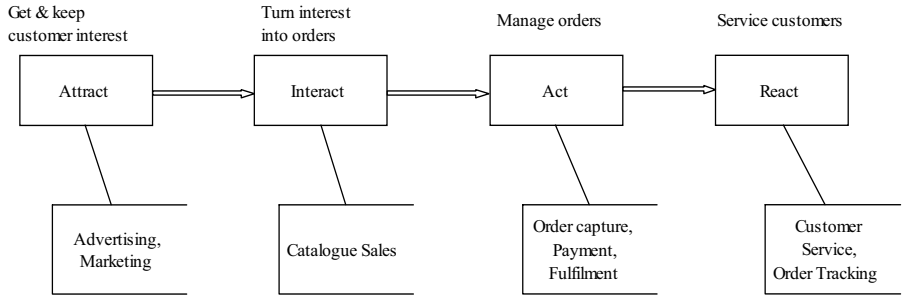 Get & keep
customer interest
Turn interest
into orders
Manage orders
Service customers
Attract
Interact
Act
React
Advertising,
Marketing
Catalogue Sales
Order capture,
Payment,
Fulfilment
Customer
Service,
Order Tracking